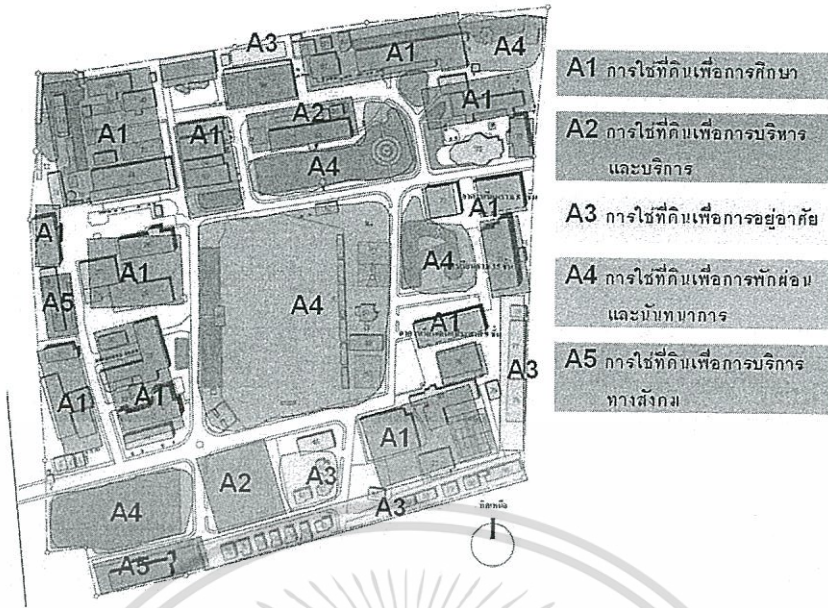 A3
A1
A4
A1
A1
A2
A1
A4
A1
A1
A4
A1
A5
A4
A1
A3
A1
A1
A1
A2
A3
A4
A3
A5
ทิศเหนือ
A1 การใช้ที่ดินเพื่อการศึกษา
A2 การใช้ที่ดินเพื่อการบริหาร
และบริการ
A3 การใช้ที่ดินเพื่อการอยู่อาศัย
A4 การใช้ที่ดินเพื่อการพักผ่อน
และนันทนาการ
A5 การใช้ที่ดินเพื่อการบริการ
ทางสังคม